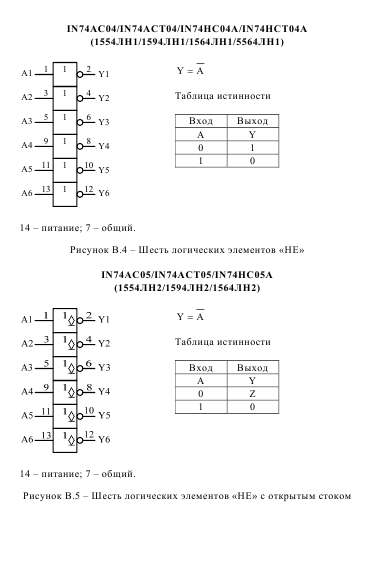 IN74AC04/IN74ACT04/IN74HC04A/IN74HCT04A
(1554ЛН1/1594ЛН1/1564ЛН1/5564ЛН1)
A1 1 1 2 Y1
A2 3 1 4 Y2
A3 5 1 6 Y3
A4 9 1 8 Y4
A5 11 1 10 Y5
A6 13 1 12 Y6
Y = A
Таблица истинности
Вход Выход
A Y
0 1
1 0
14 – питание; 7 – общий.
Рисунок В.4 – Шесть логических элементов «НЕ»
IN74AC05/IN74ACT05/IN74HC05A
(1554ЛН2/1594ЛН2/1564ЛН2)
A1 1 1 2 Y1
A2 3 1 4 Y2
A3 5 1 6 Y3
A4 9 1 8 Y4
A5 11 1 10 Y5
A6 13 1 12 Y6
Y = A
Таблица истинности
Вход Выход
A Y
0 Z
1 0
14 – питание; 7 – общий.
Рисунок В.5 – Шесть логических элементов «НЕ» с открытым стоком